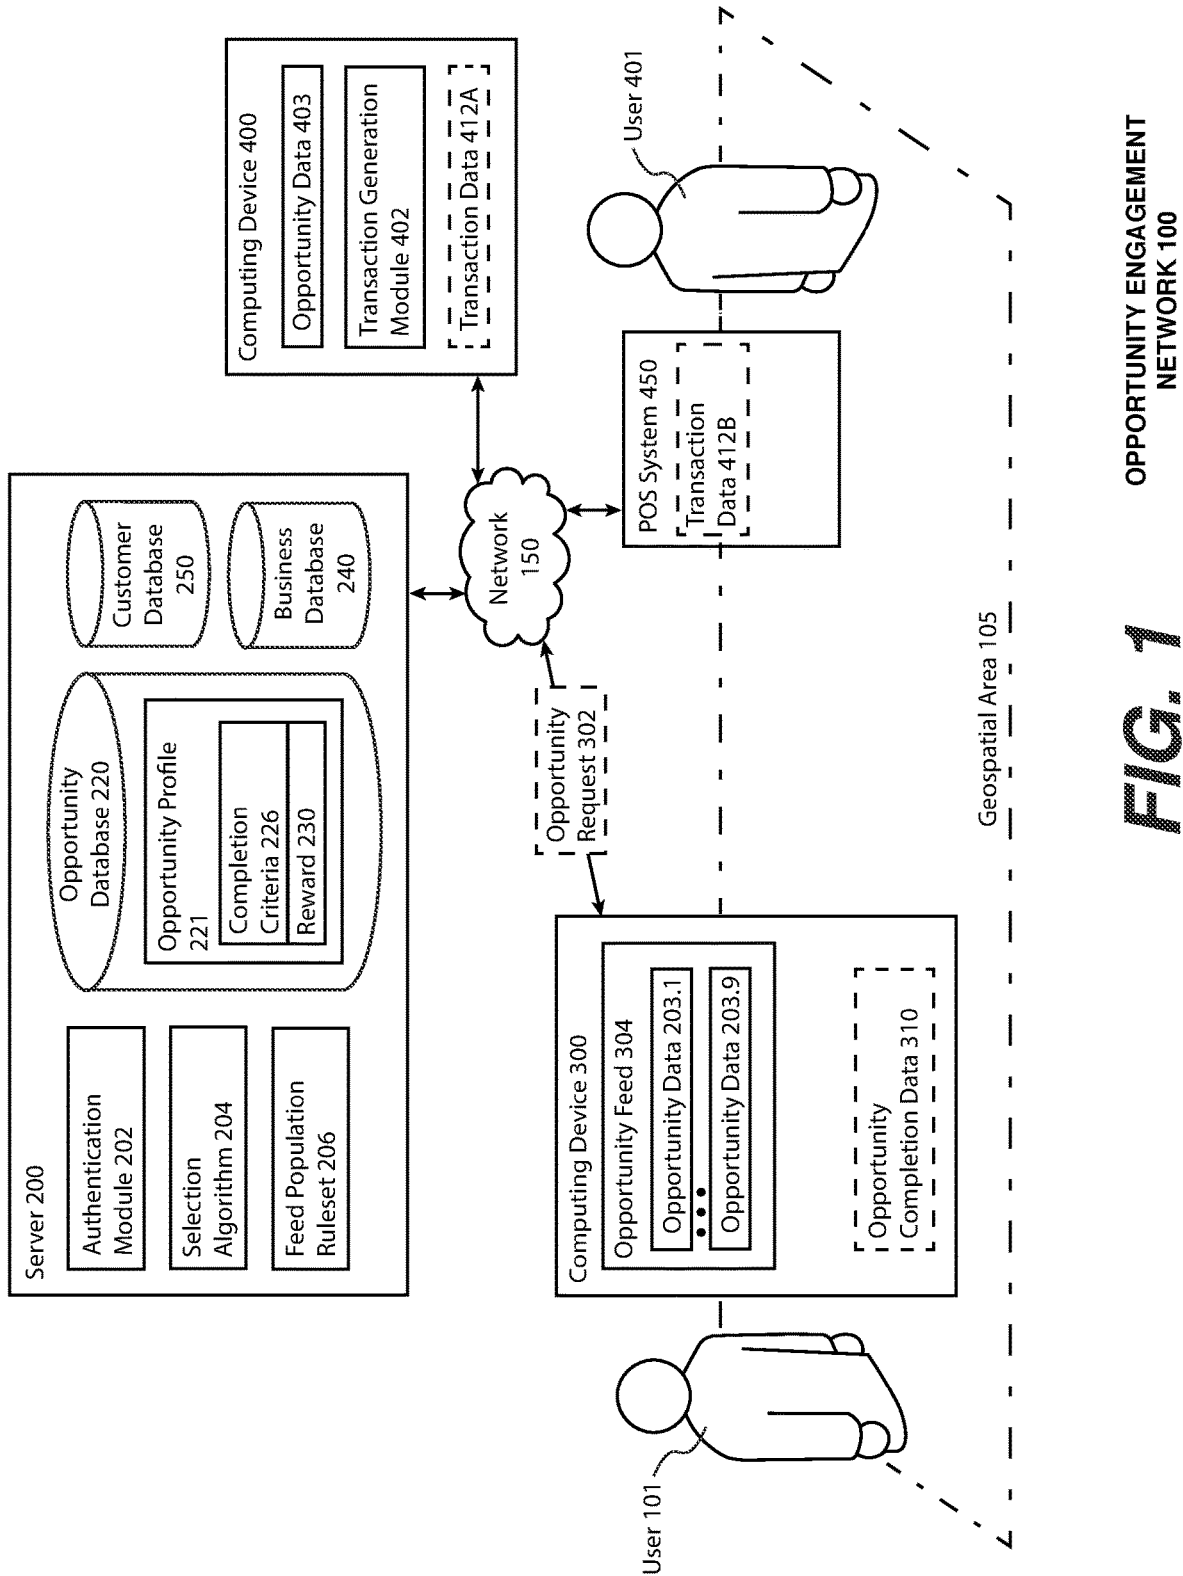 Server 200
Authentication
Module 202
Selection
Algorithm 204
Feed Population
Ruleset 206
Opportunity
Database 220
Opportunity Profile
221
Completion
Criteria 226
Reward 230
Customer
Database
250
Business
Database
240
Computing Device 400
Opportunity Data 403
Transaction Generation
Module 402
Transaction Data 412A
Network
150
Opportunity
Request 302
User 101
Computing Device 300
Opportunity Feed 304
Opportunity Data 203.1
Opportunity Data 203.9
Opportunity
Completion Data 310
POS System 450
Transaction
Data 412B
User 401
Geospatial Area 105
FIG. 1
OPPORTUNITY ENGAGEMENT
NETWORK 100